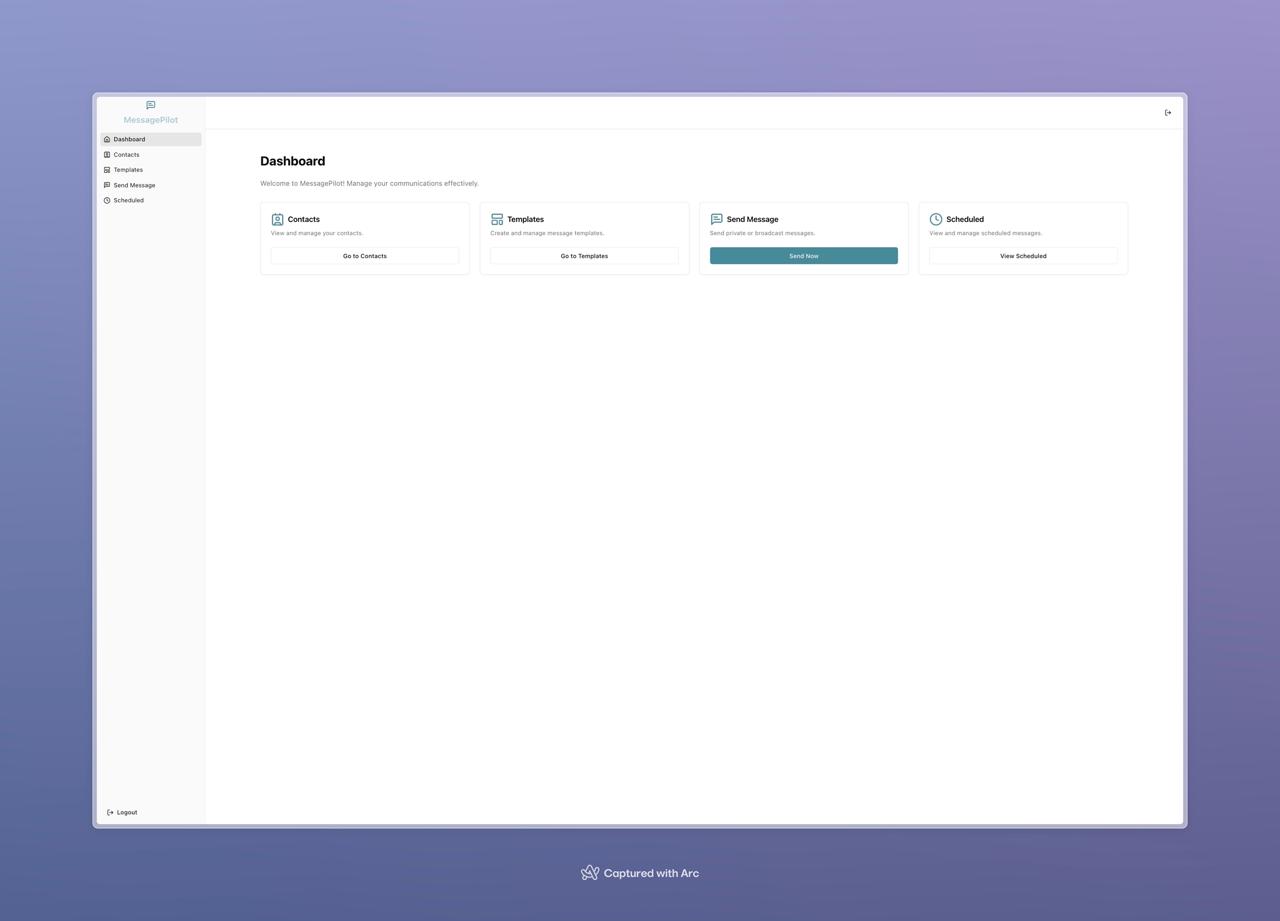 MessagePilot
Dashboard
Contacts
Templates
Send Message
Scheduled
Logout
Dashboard
Welcome to MessagePilot! Manage your communications effectively.
Contacts
View and manage your contacts.
Go to Contacts
Templates
Create and manage message templates.
Go to Templates
Send Message
Send private or broadcast messages.
Send Now
Scheduled
View and manage scheduled messages.
View Scheduled
Captured with Arc